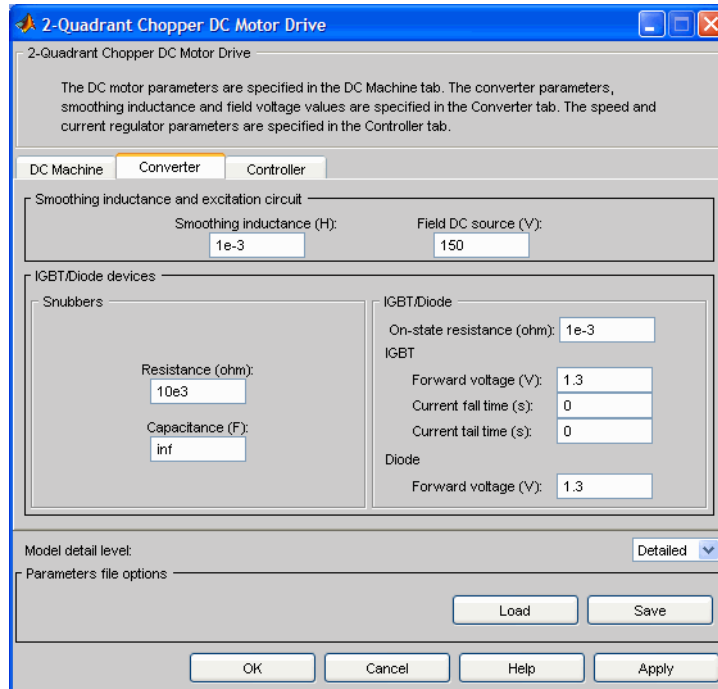 2-Quadrant Chopper DC Motor Drive
2-Quadrant Chopper DC Motor Drive
The DC motor parameters are specified in the DC Machine tab. The converter parameters,
smoothing inductance and field voltage values are specified in the Converter tab. The speed and
current regulator parameters are specified in the Controller tab.
DC Machine Converter Controller
Smoothing inductance and excitation circuit
Smoothing inductance (H): Field DC source (V):
1e-3 150
IGBT/Diode devices
Snubbers
Resistance (ohm):
10e3
Capacitance (F):
inf
IGBT/Diode
On-state resistance (ohm): 1e-3
IGBT
Forward voltage (V): 1.3
Current fall time (s): 0
Current tail time (s): 0
Diode
Forward voltage (V): 1.3
Model detail level: Detailed
Parameters file options
Load Save
OK Cancel Help Apply